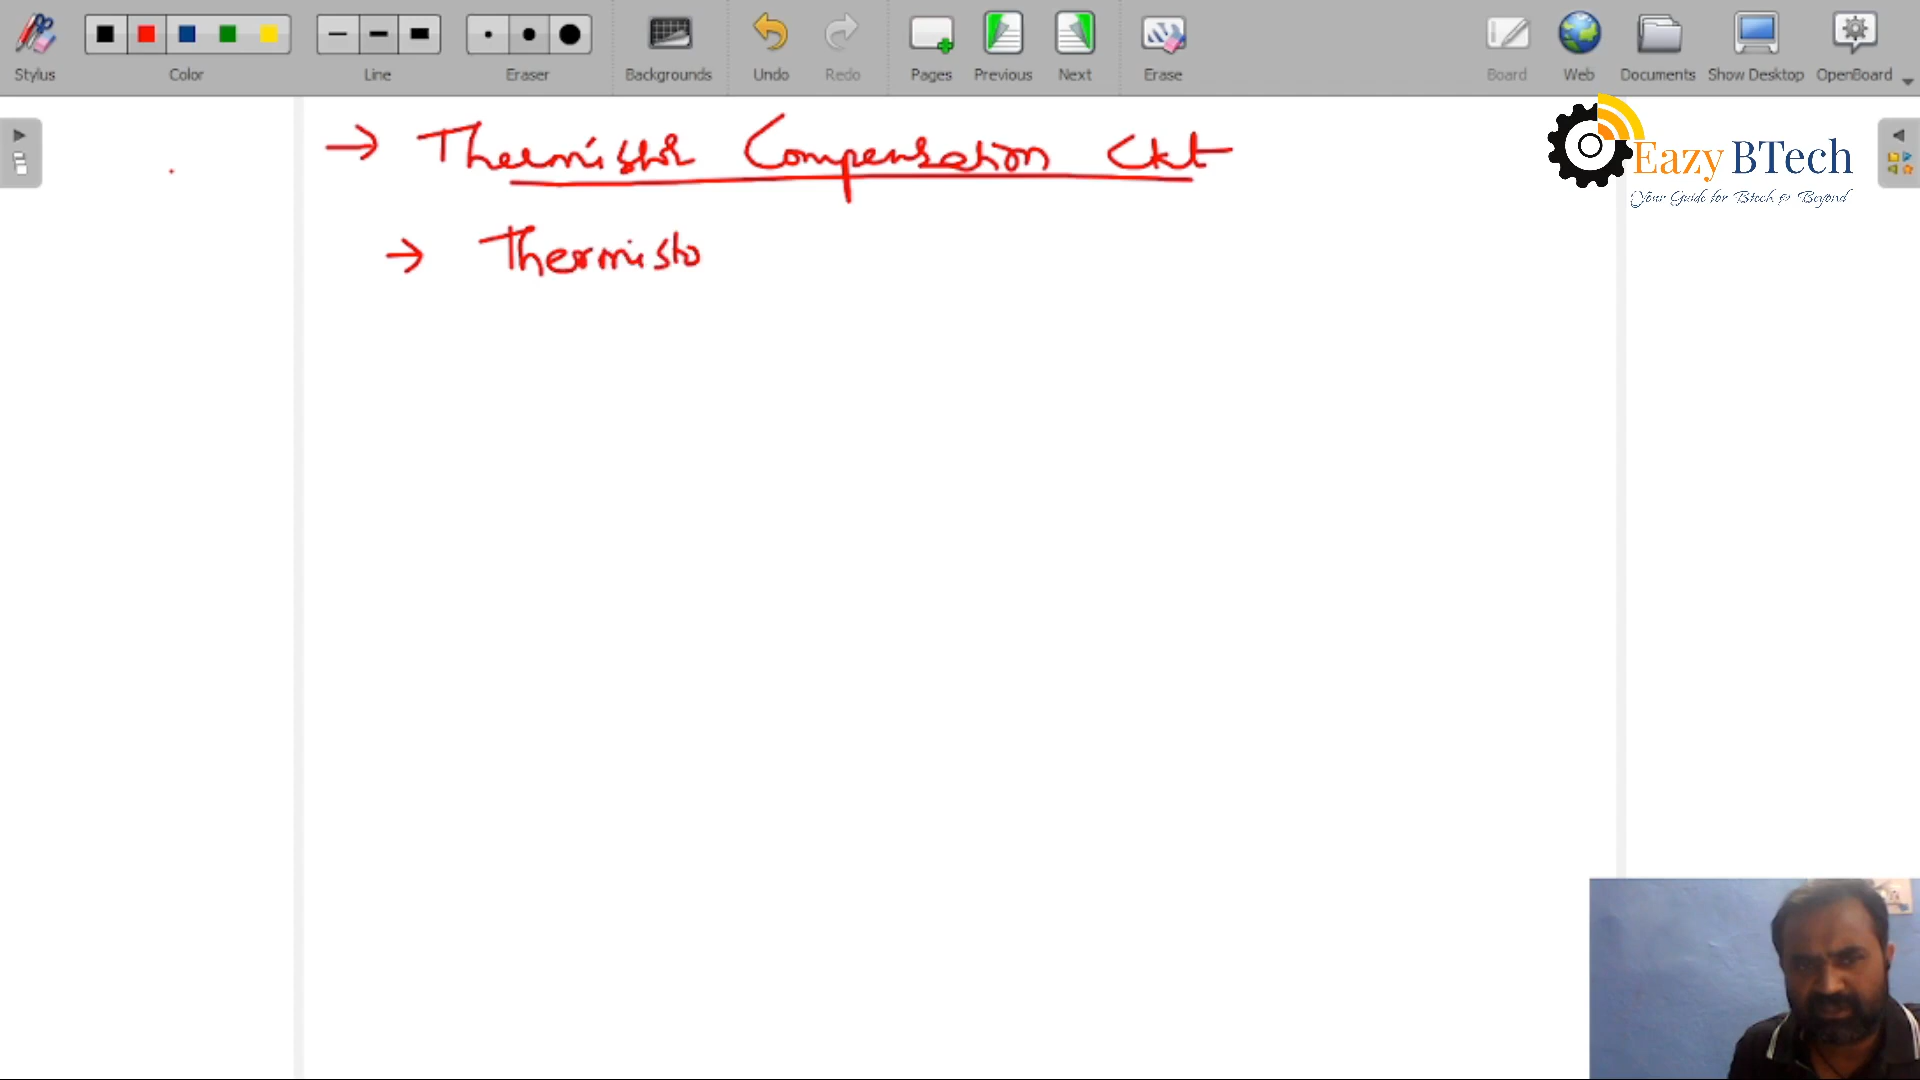 Stylus Color Line Eraser Backgrounds Undo Redo Pages Previous Next Erase Board Web Documents Show Desktop OpenBoard
→ Thermistor Compensation Ckt
Eazy BTech
Your Guide for Btech & Beyond
→ Thermisto